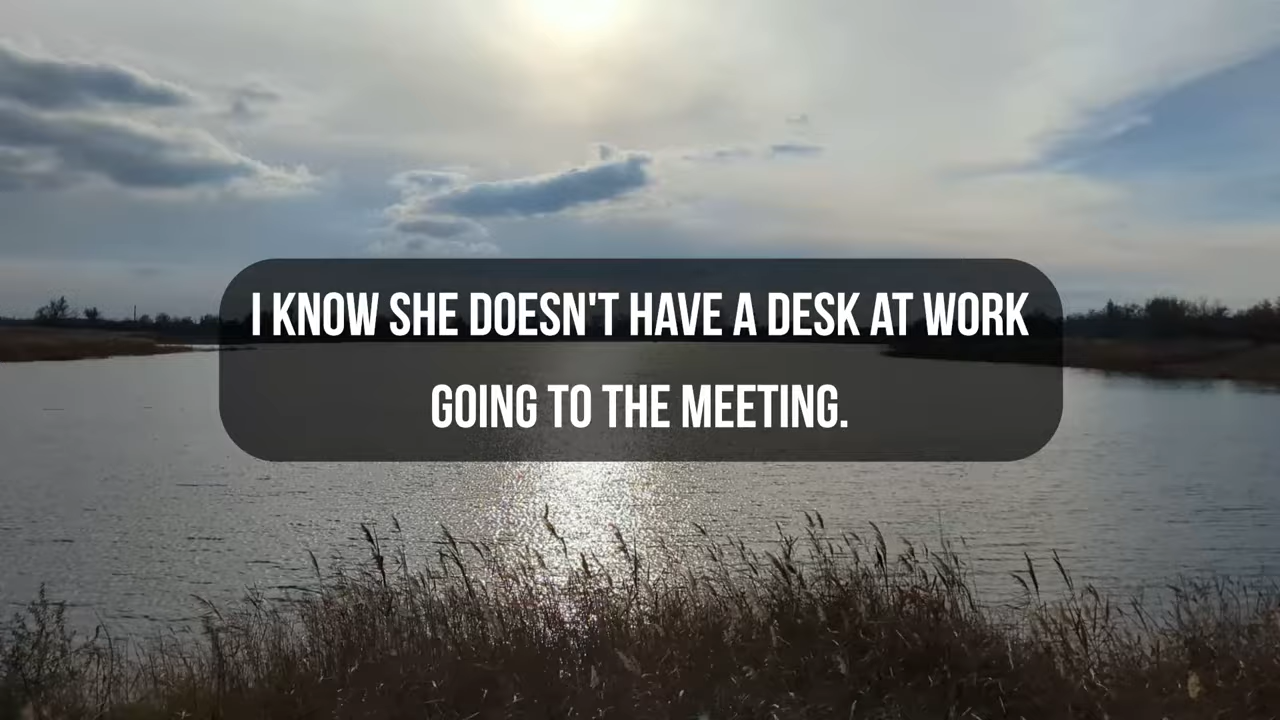 I KNOW SHE DOESN'T HAVE A DESK AT WORK
GOING TO THE MEETING.